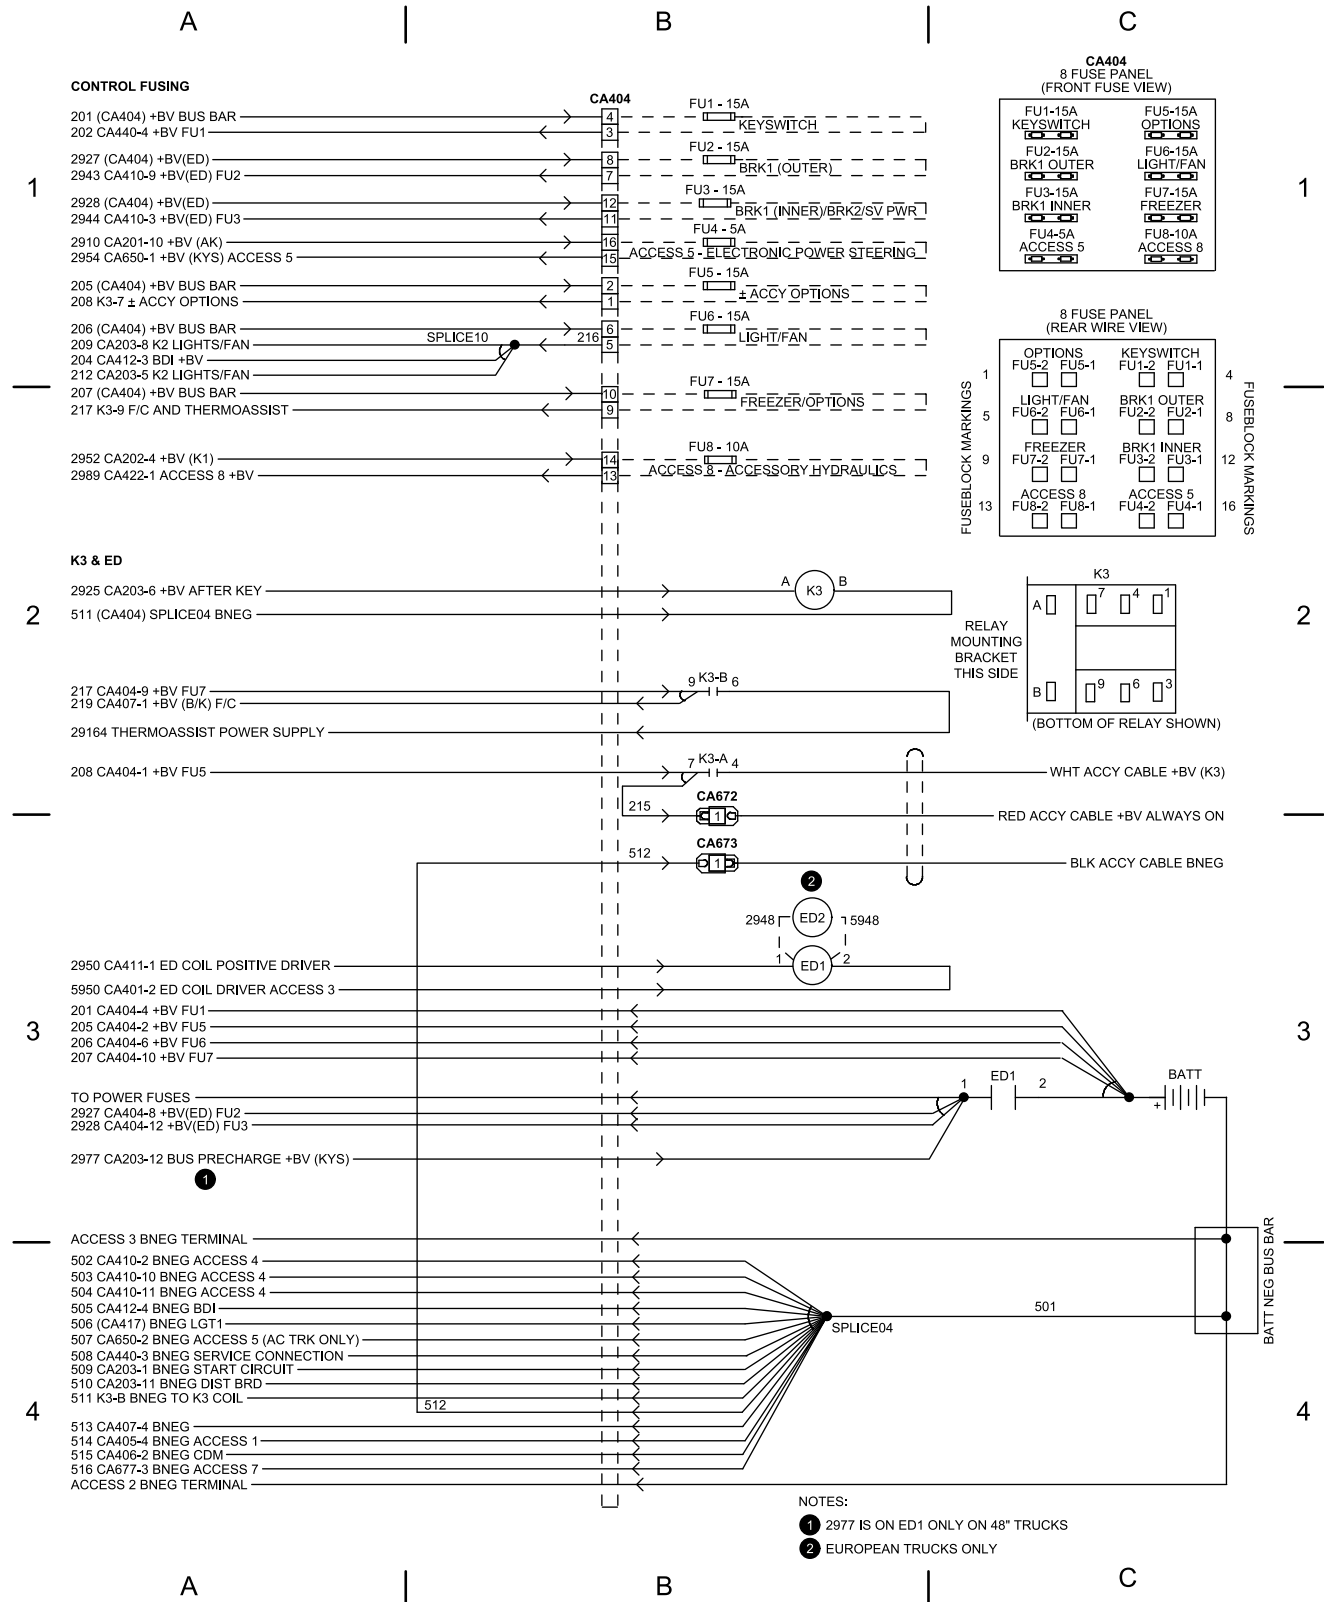 A B C
CONTROL FUSING
CA404
201 (CA404) +BV BUS BAR
202 CA440-4 +BV FU1
4
3
FU1 - 15A
KEYSWITCH
2927 (CA404) +BV(ED)
2943 CA410-9 +BV(ED) FU2
8
7
FU2 - 15A
BRK1 (OUTER)
1
2928 (CA404) +BV(ED)
2944 CA410-3 +BV(ED) FU3
12
11
FU3 - 15A
BRK1 (INNER)/BRK2/SV PWR
2910 CA201-10 +BV (AK)
2954 CA650-1 +BV (KYS) ACCESS 5
16
15
FU4 - 5A
ACCESS 5 - ELECTRONIC POWER STEERING
205 (CA404) +BV BUS BAR
208 K3-7 ± ACCY OPTIONS
2
1
FU5 - 15A
± ACCY OPTIONS
206 (CA404) +BV BUS BAR
209 CA203-8 K2 LIGHTS/FAN
204 CA412-3 BDI +BV
212 CA203-5 K2 LIGHTS/FAN
SPLICE10
216
6
5
FU6 - 15A
LIGHT/FAN
207 (CA404) +BV BUS BAR
217 K3-9 F/C AND THERMOASSIST
10
9
FU7 - 15A
FREEZER/OPTIONS
2952 CA202-4 +BV (K1)
2989 CA422-1 ACCESS 8 +BV
14
13
FU8 - 10A
ACCESS 8 - ACCESSORY HYDRAULICS
CA404
8 FUSE PANEL
(FRONT FUSE VIEW)
FU1-15A FU5-15A
KEYSWITCH OPTIONS
FU2-15A FU6-15A
BRK1 OUTER LIGHT/FAN
FU3-15A FU7-15A
BRK1 INNER FREEZER
FU4-5A FU8-10A
ACCESS 5 ACCESS 8
1
8 FUSE PANEL
(REAR WIRE VIEW)
OPTIONS KEYSWITCH
1 FU5-2 FU5-1 FU1-2 FU1-1 4
LIGHT/FAN BRK1 OUTER
5 FU6-2 FU6-1 FU2-2 FU2-1 8
FREEZER BRK1 INNER
9 FU7-2 FU7-1 FU3-2 FU3-1 12
ACCESS 8 ACCESS 5
13 FU8-2 FU8-1 FU4-2 FU4-1 16
FUSEBLOCK MARKINGS
FUSEBLOCK MARKINGS
K3 & ED
2925 CA203-6 +BV AFTER KEY
511 (CA404) SPLICE04 BNEG
A K3 B
2
217 CA404-9 +BV FU7
219 CA407-1 +BV (B/K) F/C
29164 THERMOASSIST POWER SUPPLY
9 K3-B 6
K3
A 7 4 1
RELAY
MOUNTING
BRACKET
THIS SIDE
B 9 6 3
(BOTTOM OF RELAY SHOWN)
2
208 CA404-1 +BV FU5
7 K3-A 4
WHT ACCY CABLE +BV (K3)
215
CA672
1
RED ACCY CABLE +BV ALWAYS ON
512
CA673
1
BLK ACCY CABLE BNEG
2
2948 ED2 5948
1 ED1 2
2950 CA411-1 ED COIL POSITIVE DRIVER
5950 CA401-2 ED COIL DRIVER ACCESS 3
3
201 CA404-4 +BV FU1
205 CA404-2 +BV FU5
206 CA404-6 +BV FU6
207 CA404-10 +BV FU7
3
TO POWER FUSES
2927 CA404-8 +BV(ED) FU2
2928 CA404-12 +BV(ED) FU3
2977 CA203-12 BUS PRECHARGE +BV (KYS)
1
1 ED1 2
BATT
+
ACCESS 3 BNEG TERMINAL
502 CA410-2 BNEG ACCESS 4
503 CA410-10 BNEG ACCESS 4
504 CA410-11 BNEG ACCESS 4
505 CA412-4 BNEG BDI
506 (CA417) BNEG LGT1
507 CA650-2 BNEG ACCESS 5 (AC TRK ONLY)
508 CA440-3 BNEG SERVICE CONNECTION
509 CA203-1 BNEG START CIRCUIT
510 CA203-11 BNEG DIST BRD
511 K3-B BNEG TO K3 COIL
512
513 CA407-4 BNEG
514 CA405-4 BNEG ACCESS 1
515 CA406-2 BNEG CDM
516 CA677-3 BNEG ACCESS 7
ACCESS 2 BNEG TERMINAL
SPLICE04
501
BATT NEG BUS BAR
4
4
NOTES:
1 2977 IS ON ED1 ONLY ON 48" TRUCKS
2 EUROPEAN TRUCKS ONLY
A B C